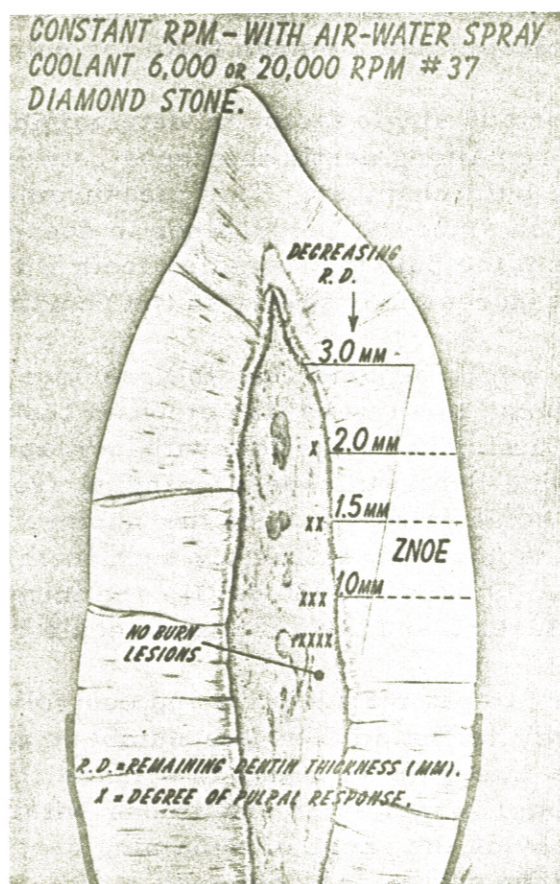 CONSTANT RPM – WITH AIR-WATER SPRAY
COOLANT 6,000 OR 20,000 RPM # 37
DIAMOND STONE.
DECREASING
R.D.
3.0 MM
X 2.0 MM
XX 1.5 MM
ZNOE
XXX 1.0 MM
XXXX
NO BURN
LESIONS
R.D.=REMAINING DENTIN THICKNESS (MM).
X = DEGREE OF PULPAL RESPONSE.